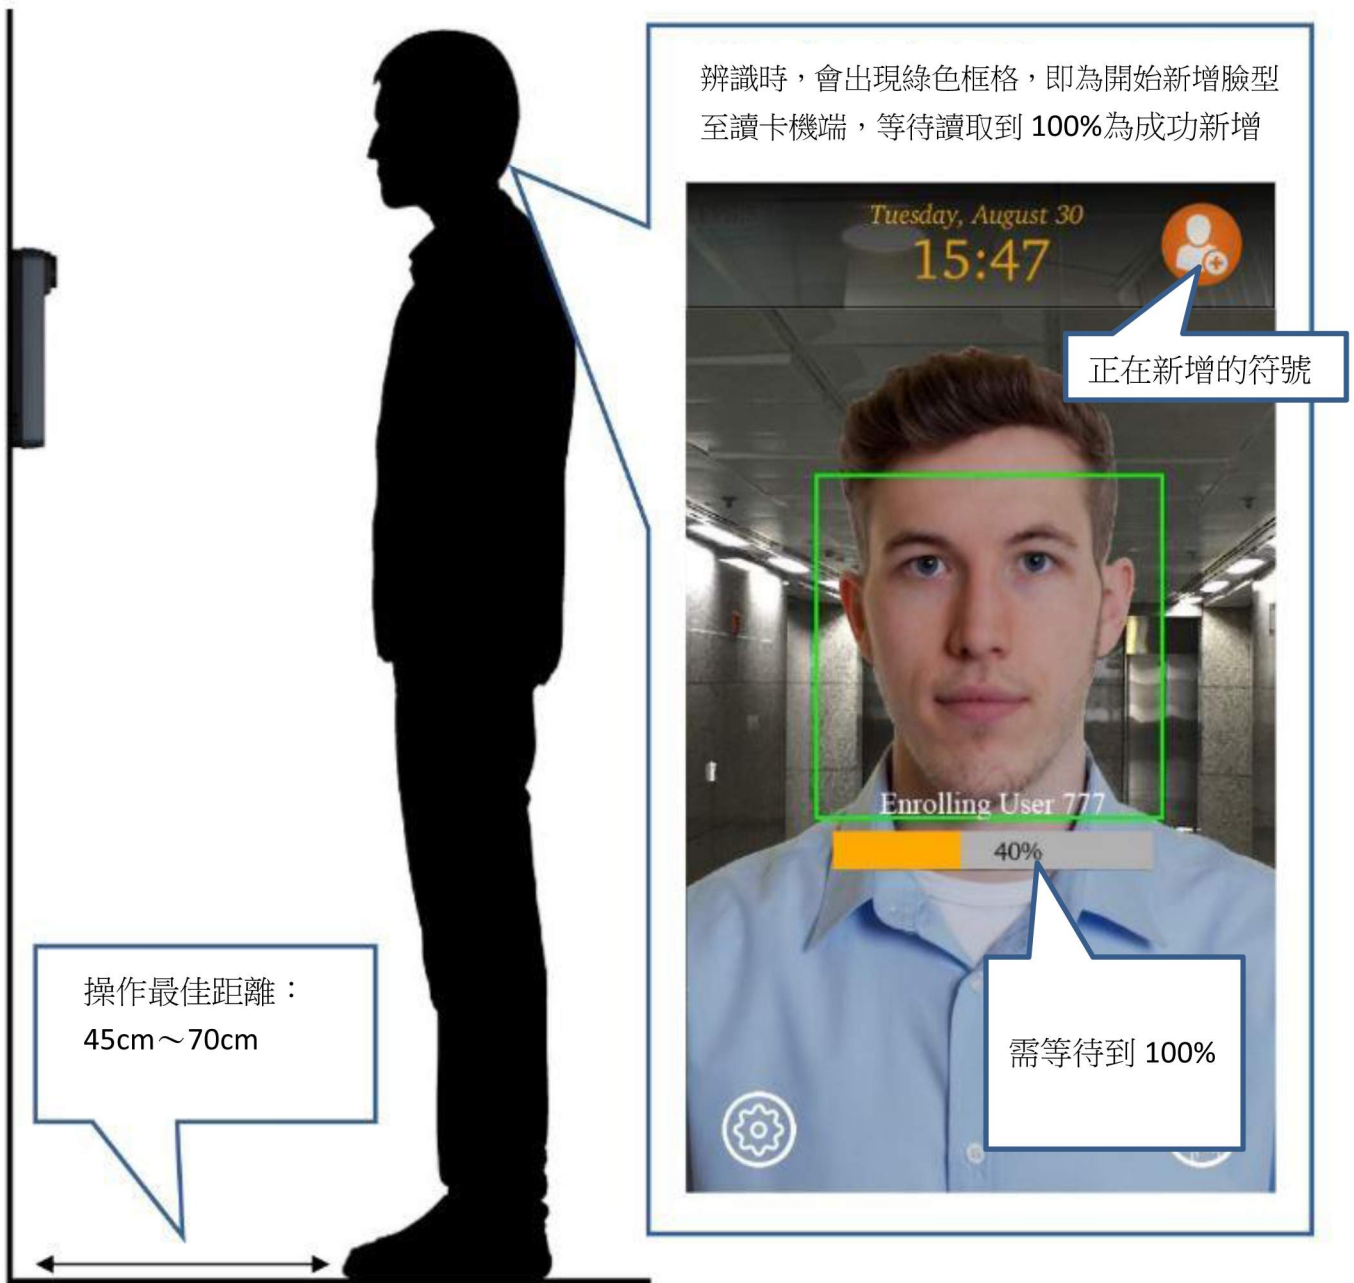 辨識時，會出現綠色框格，即為開始新增臉型
至讀卡機端，等待讀取到 100%為成功新增
Tuesday, August 30
15:47
正在新增的符號
Enrolling User 777
40%
需等待到 100%
操作最佳距離：
45cm～70cm